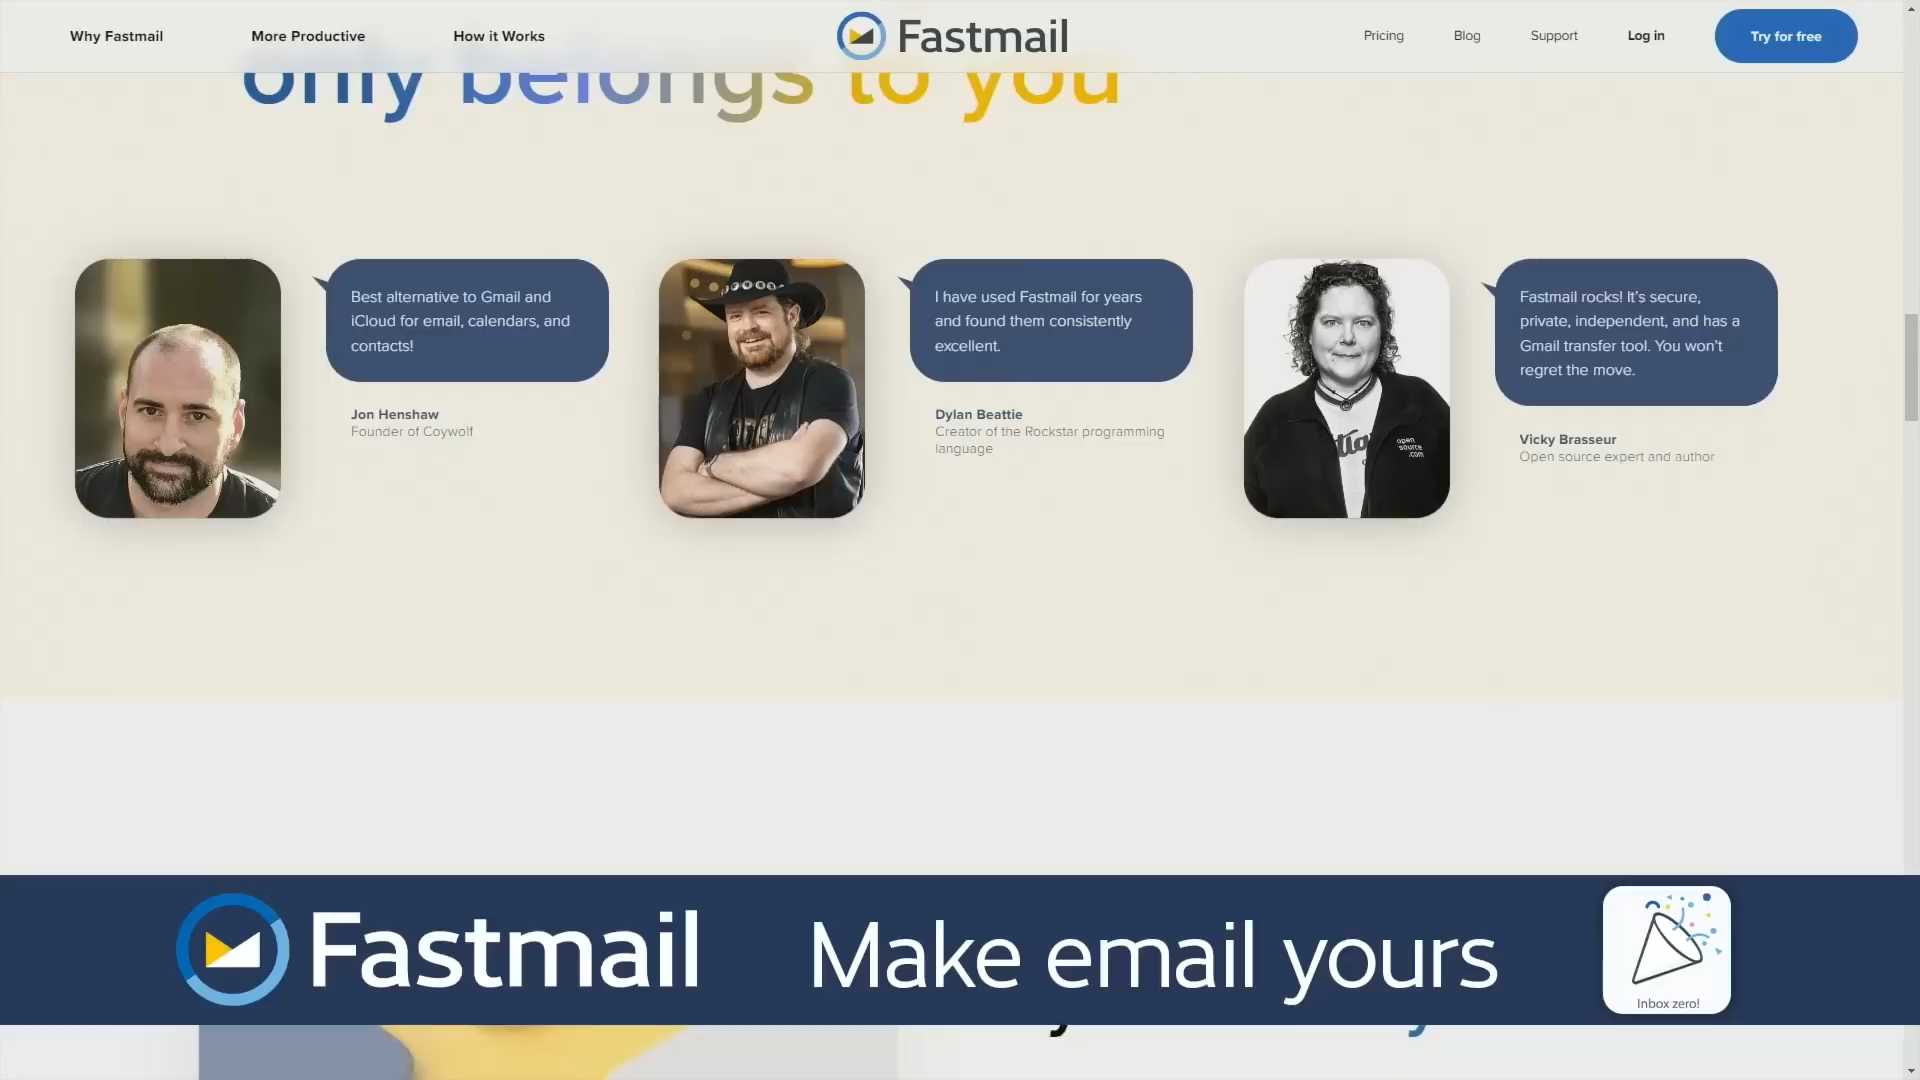 Why Fastmail
More Productive
How it Works
Fastmail
Pricing
Blog
Support
Log in
Try for free
only belongs to you
Best alternative to Gmail and
iCloud for email, calendars, and
contacts!
Jon Henshaw
Founder of Coywolf
I have used Fastmail for years
and found them consistently
excellent.
Dylan Beattie
Creator of the Rockstar programming
language
open
source
.com
Fastmail rocks! It’s secure,
private, independent, and has a
Gmail transfer tool. You won’t
regret the move.
Vicky Brasseur
Open source expert and author
Fastmail
Make email yours
Inbox zero!